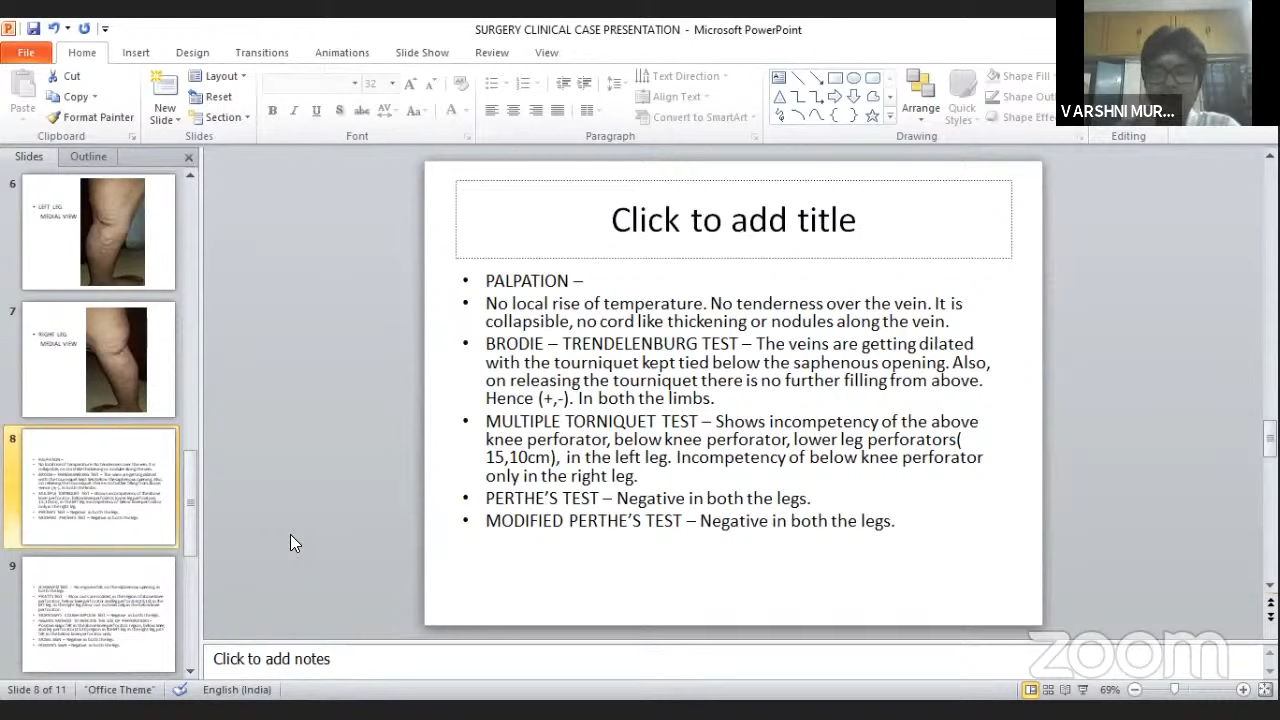 SURGERY CLINICAL CASE PRESENTATION - Microsoft PowerPoint
File Home Insert Design Transitions Animations Slide Show Review View
Paste
Cut
Copy
Format Painter
Clipboard
New Slide
Layout
Reset
Section
Slides
32
Font
Text Direction
Align Text
Convert to SmartArt
Paragraph
Arrange
Quick Styles
Shape Fill
Shape
Shape
Drawing
Editing
VARSHNI MUR...
Slides Outline
6
LEFT LEG
MEDIAL VIEW
7
RIGHT LEG
MEDIAL VIEW
8
9
Click to add title
• PALPATION –
• No local rise of temperature. No tenderness over the vein. It is
collapsible, no cord like thickening or nodules along the vein.
• BRODIE – TRENDELENBURG TEST – The veins are getting dilated
with the tourniquet kept tied below the saphenous opening. Also,
on releasing the tourniquet there is no further filling from above.
Hence (+,-). In both the limbs.
• MULTIPLE TORNIQUET TEST – Shows incompetency of the above
knee perforator, below knee perforator, lower leg perforators(
15,10cm), in the left leg. Incompetency of below knee perforator
only in the right leg.
• PERTHE'S TEST – Negative in both the legs.
• MODIFIED PERTHE'S TEST – Negative in both the legs.
Click to add notes
zoom
Slide 8 of 11 "Office Theme" English (India) 69%